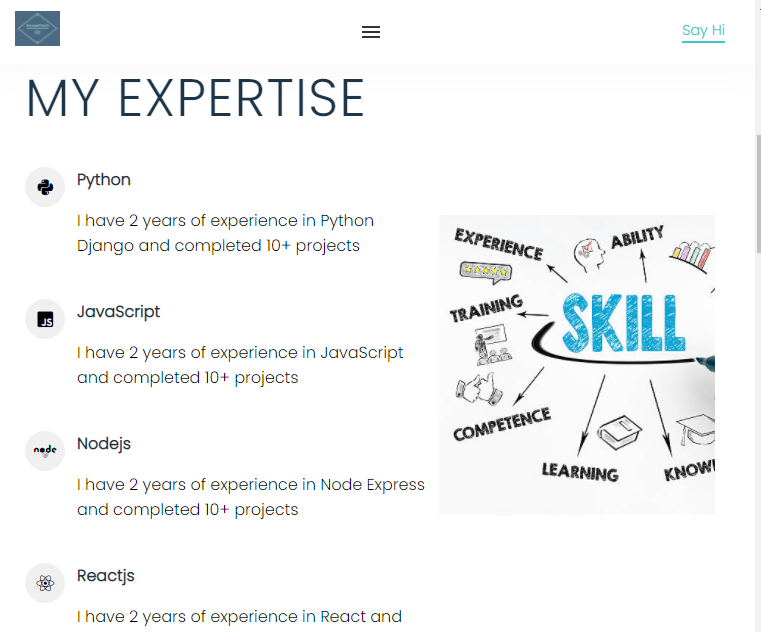 Say Hi
MY EXPERTISE
Python
I have 2 years of experience in Python
Django and completed 10+ projects
JavaScript
I have 2 years of experience in JavaScript
and completed 10+ projects
Nodejs
I have 2 years of experience in Node Express
and completed 10+ projects
Reactjs
I have 2 years of experience in React and
JS
node
EXPERIENCE
ABILITY
TRAINING
SKILL
COMPETENCE
LEARNING
KNOW